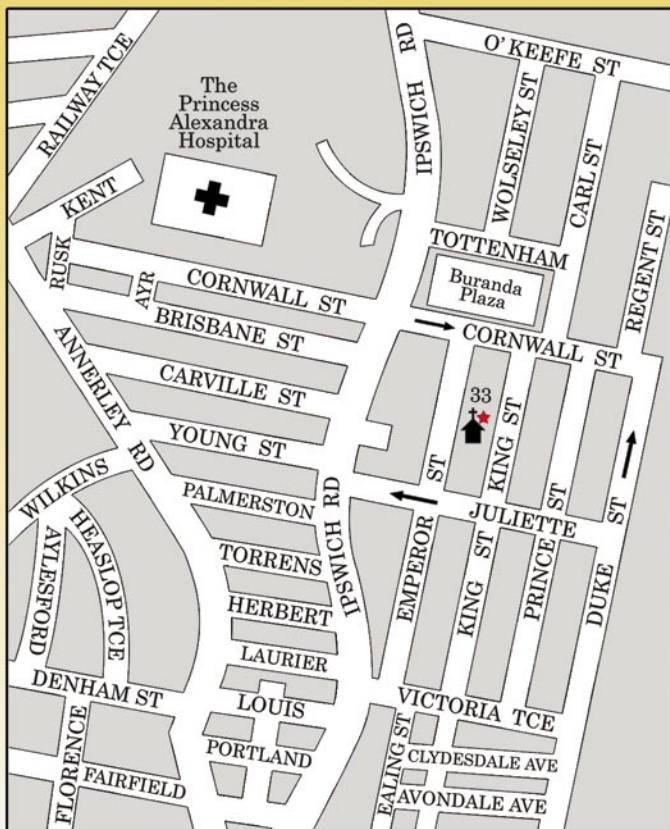 O' KEEFE ST
IPSWICH RD
RAILWAY TCE
The
Princess
Alexandra
Hospital
WOLSELEY ST
CARL ST
KENT
REGENT ST
TOTTENHAM
RUSK
AYR
CORNWALL ST
Buranda
Plaza
BRISBANE ST
CORNWALL ST
CARVILLE ST
33
ANNERLEY RD
YOUNG ST
KING ST
WILKINS
PALMERSTON
IPSWICH RD
EMPEROR ST
JULIETTE
HEASLOP TCE
AYLESFORD
TORRENS
KING ST
PRINCE ST
DUKE ST
HERBERT
LAURIER
DENHAM ST
LOUIS
VICTORIA TCE
FLORENCE
PORTLAND
EALING ST
CLYDESDALE AVE
FAIRFIELD
AVONDALE AVE